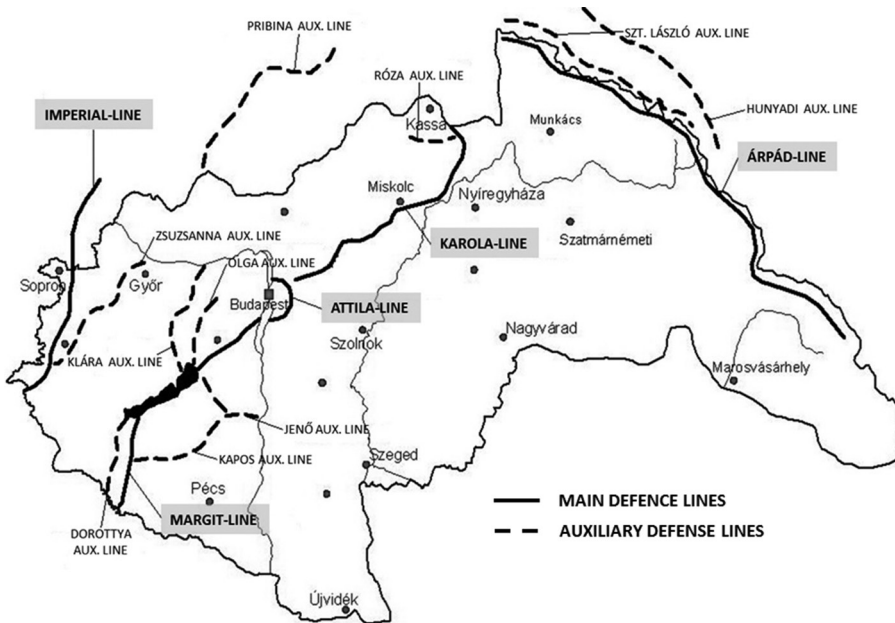 PRIBINA AUX. LINE
SZT. LÁSZLÓ AUX. LINE
RÓZA AUX. LINE
IMPERIAL-LINE
Kassa
HUNYADI AUX. LINE
Munkács
ÁRPÁD-LINE
Miskolc
Nyíregyháza
ZSUZSANNA AUX. LINE
KAROLA-LINE
Szatmárnémeti
OLGA AUX. LINE
Sopron
Győr
Budapest
ATTILA-LINE
Szolnok
Nagyvárad
KLÁRA AUX. LINE
Marosvásárhely
JENŐ AUX. LINE
KAPOS AUX. LINE
Szeged
Pécs
MARGIT-LINE
DOROTTYA
AUX. LINE
MAIN DEFENCE LINES
AUXILIARY DEFENSE LINES
Újvidék